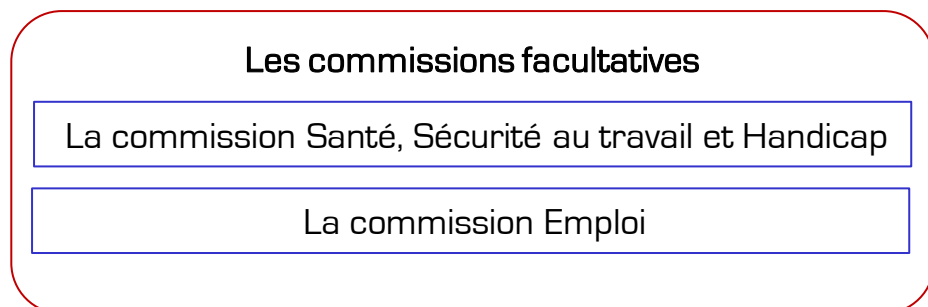 Les commissions facultatives
La commission Santé, Sécurité au travail et Handicap
La commission Emploi